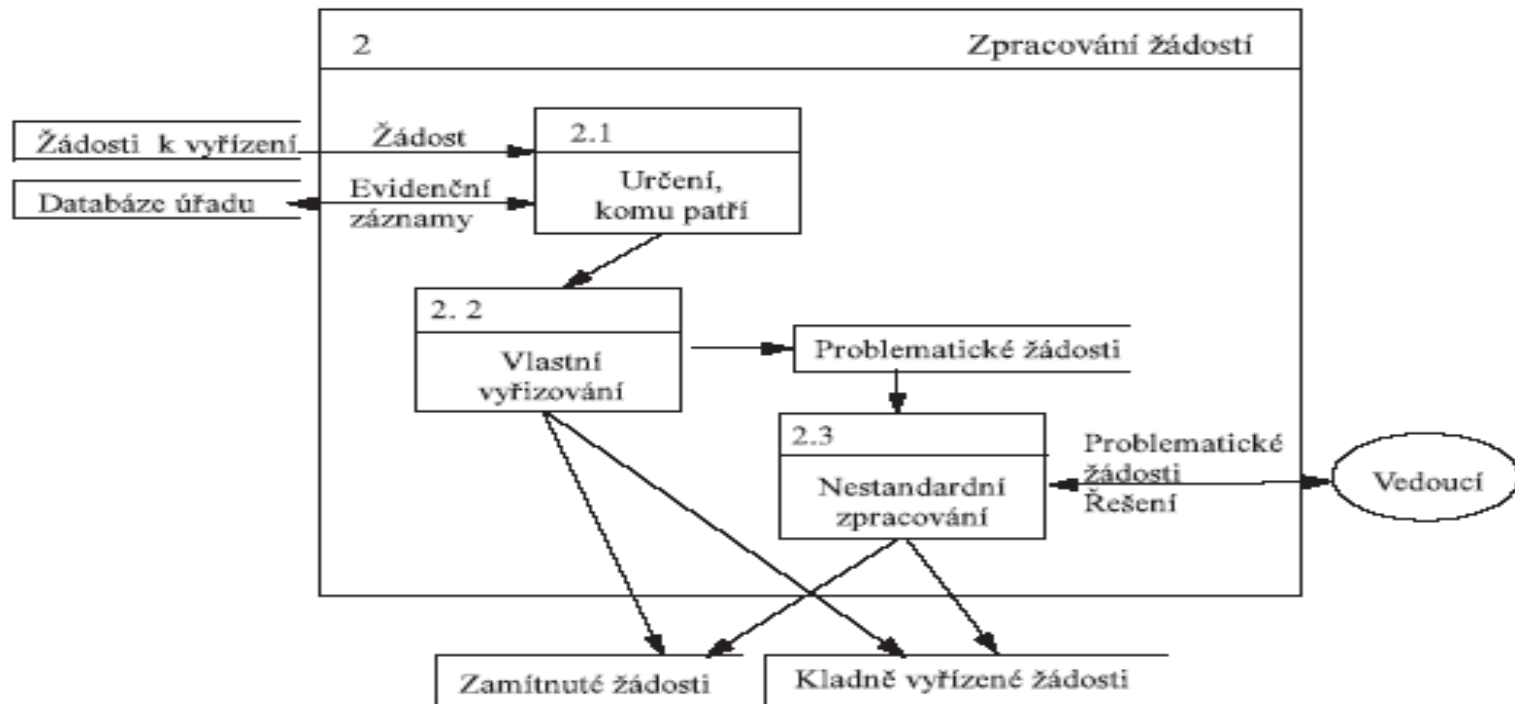 2
Zpracování žádostí
Žádosti k vyřízení
Žádost
2.1
Určení,
komu patří
Databáze úřadu
Evidenční
záznamy
2. 2
Vlastní
vyřizování
Problematické žádosti
2.3
Nestandardní
zpracování
Problematické
žádosti
Řešení
Vedoucí
Zamítnuté žádosti
Kladně vyřízené žádosti